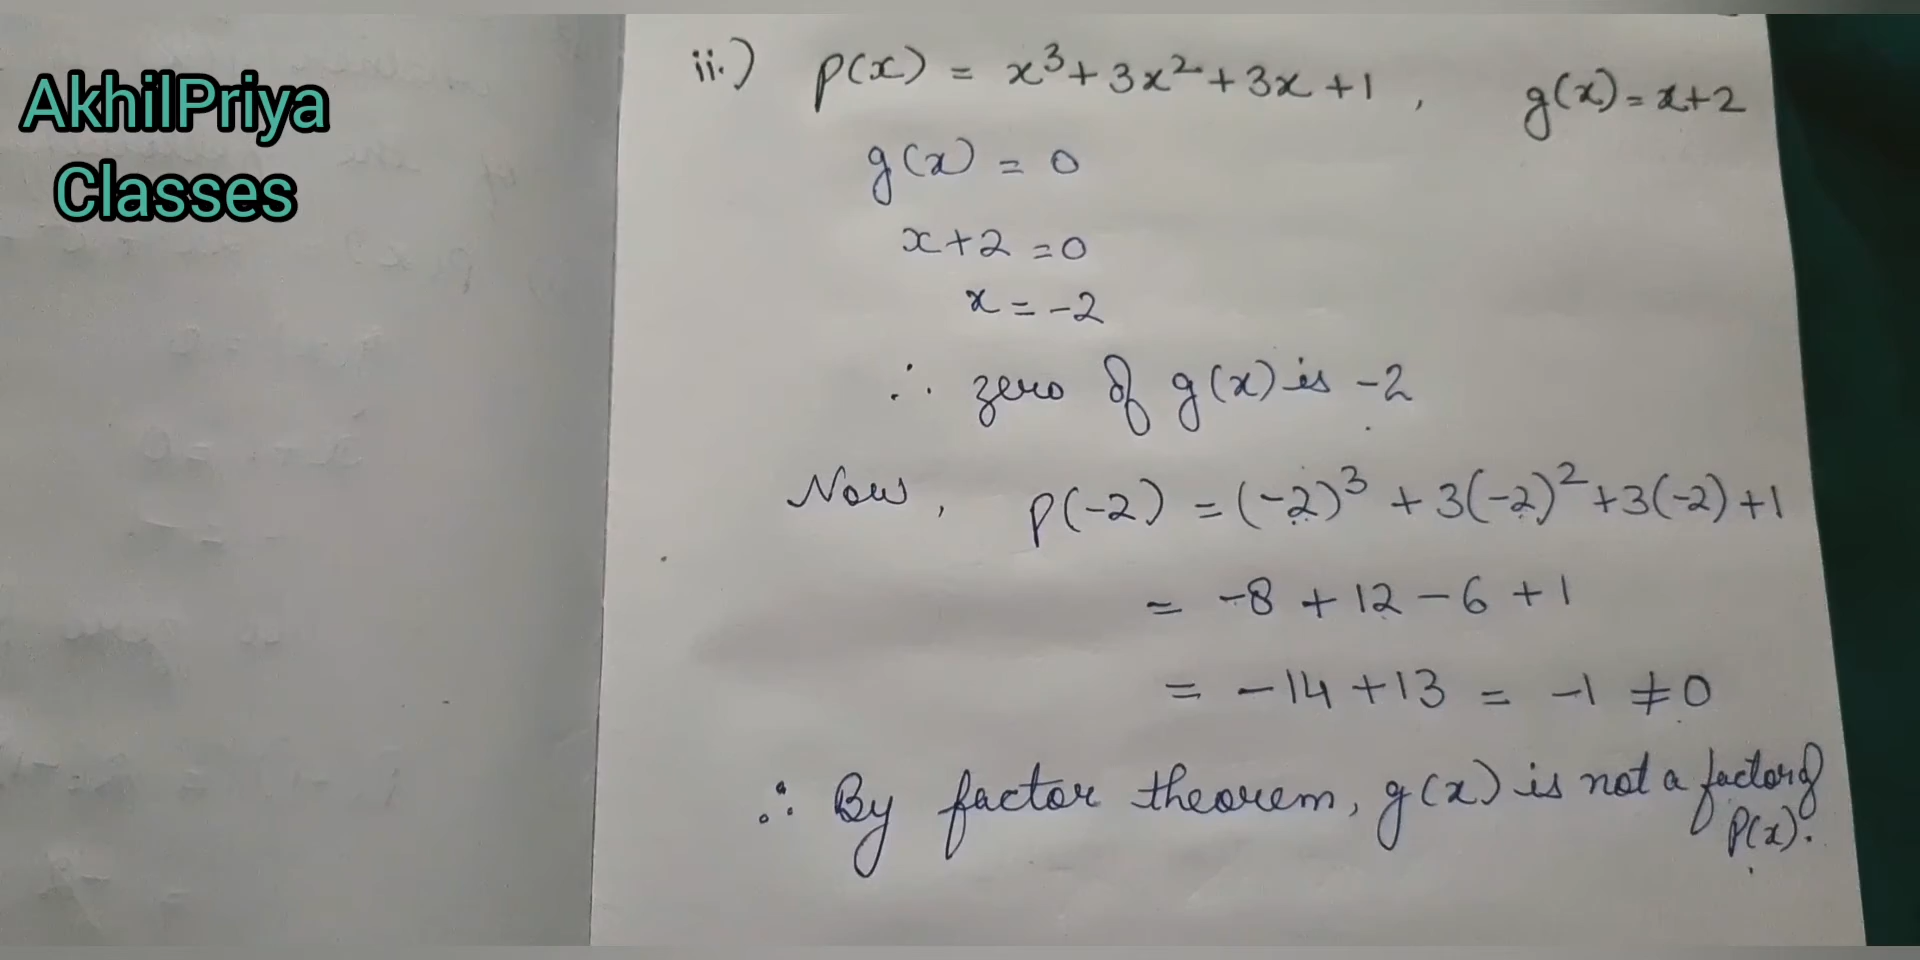 AkhilPriya
Classes
ii.) p(x) = x³+3x²+3x+1, g(x)=x+2
g(x) = 0
x+2=0
x=-2
∴ zero of g(x) is -2
Now, p(-2) = (-2)³ + 3(-2)²+3(-2)+1
= -8+12-6+1
= -14+13 = -1 ≠0
∴ By factor theorem, g(x) is not a factor of
P(x).